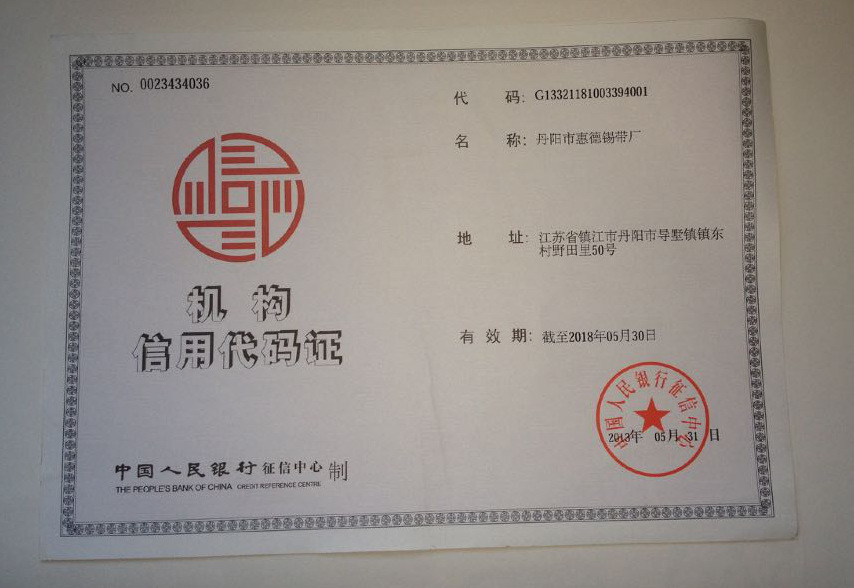 NO. 0023434036
机构
信用代码证
中国人民银行征信中心 制
THE PEOPLE'S BANK OF CHINA CREDIT REFERENCE CENTRE
代码: G13321181003394001
名称: 丹阳市惠德锡带厂
地址: 江苏省镇江市丹阳市导墅镇镇东
村野田里50号
有效期: 截至2018年05月30日
中国人民银行征信中心
2013年 05月 31 日